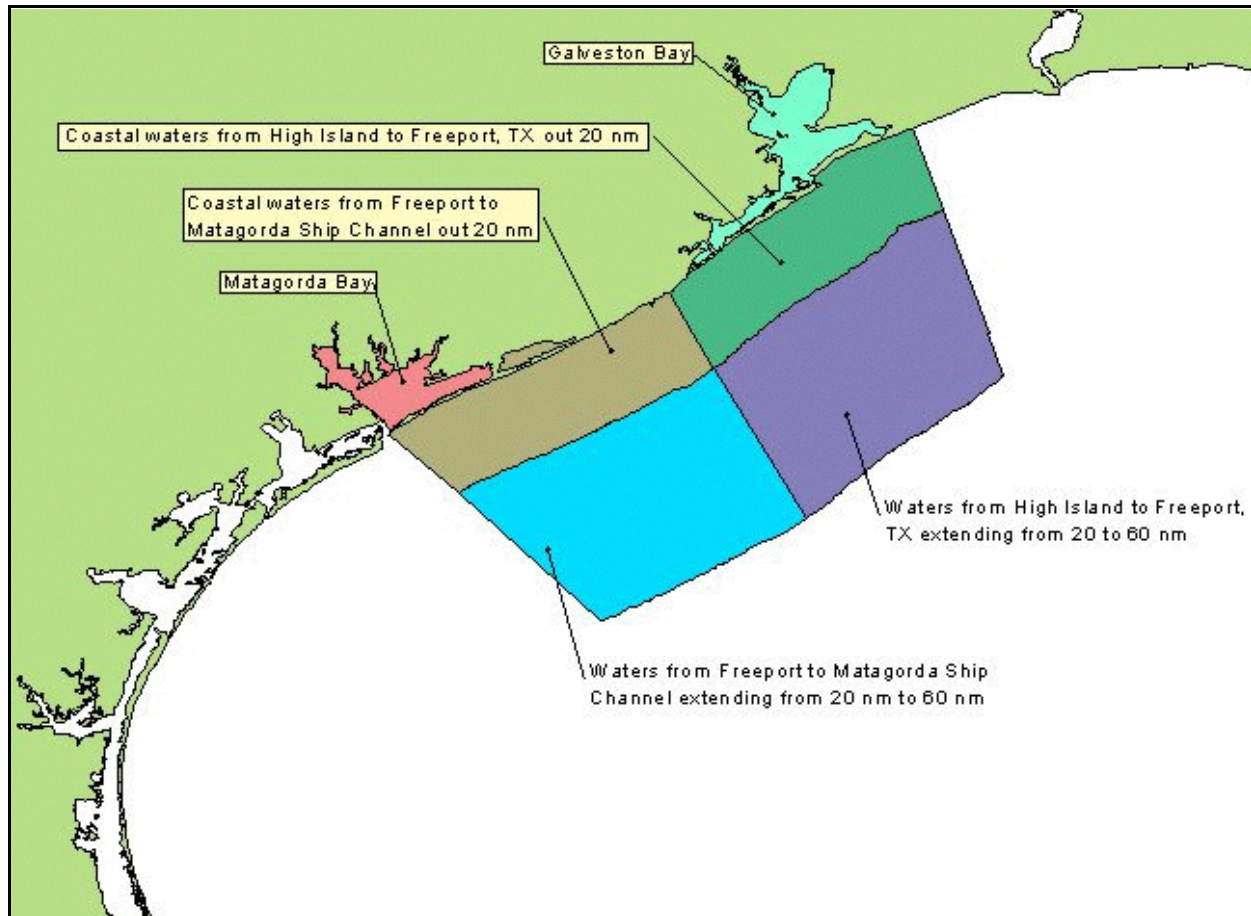 Galveston Bay
Coastal waters from High Island to Freeport, TX out 20 nm
Coastal waters from Freeport to
Matagorda Ship Channel out 20 nm
Matagorda Bay
Waters from High Island to Freeport,
TX extending from 20 to 60 nm
Waters from Freeport to Matagorda Ship
Channel extending from 20 nm to 60 nm